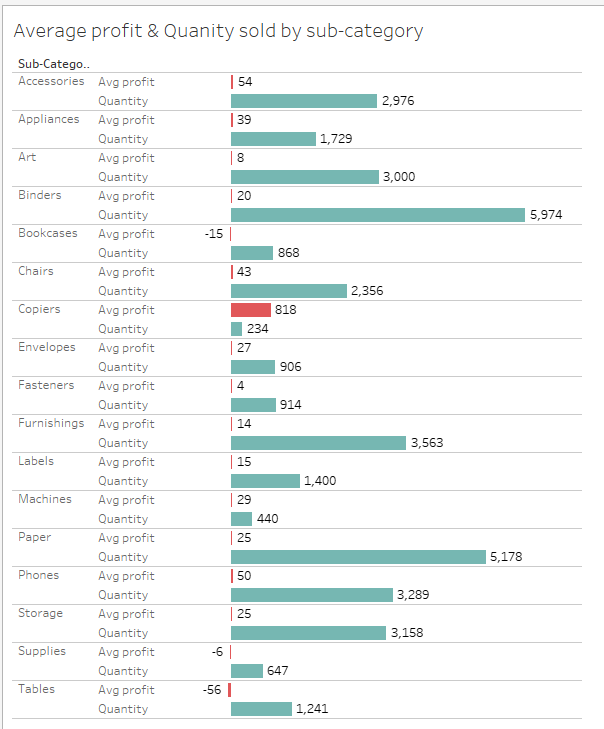 Average profit & Quanity sold by sub-category
Sub-Catego..
Accessories Avg profit 54
Quantity 2,976
Appliances Avg profit 39
Quantity 1,729
Art Avg profit 8
Quantity 3,000
Binders Avg profit 20
Quantity 5,974
Bookcases Avg profit -15
Quantity 868
Chairs Avg profit 43
Quantity 2,356
Copiers Avg profit 818
Quantity 234
Envelopes Avg profit 27
Quantity 906
Fasteners Avg profit 4
Quantity 914
Furnishings Avg profit 14
Quantity 3,563
Labels Avg profit 15
Quantity 1,400
Machines Avg profit 29
Quantity 440
Paper Avg profit 25
Quantity 5,178
Phones Avg profit 50
Quantity 3,289
Storage Avg profit 25
Quantity 3,158
Supplies Avg profit -6
Quantity 647
Tables Avg profit -56
Quantity 1,241